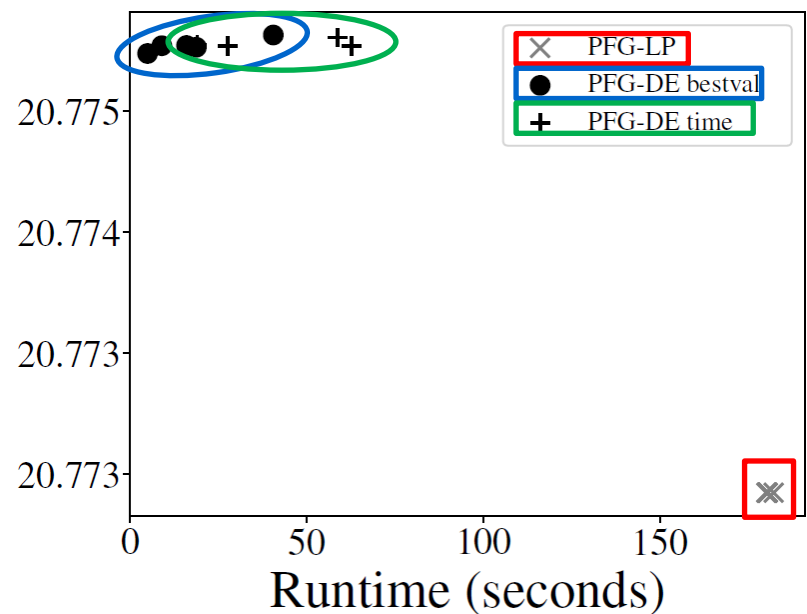 PFG-LP
PFG-DE bestval
PFG-DE time
20.775
20.774
20.773
20.773
0 50 100 150
Runtime (seconds)